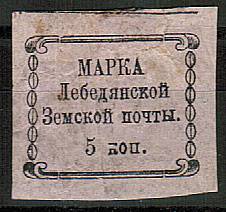 МАРКА
Лебедянской
Земской почты.
5 коп.